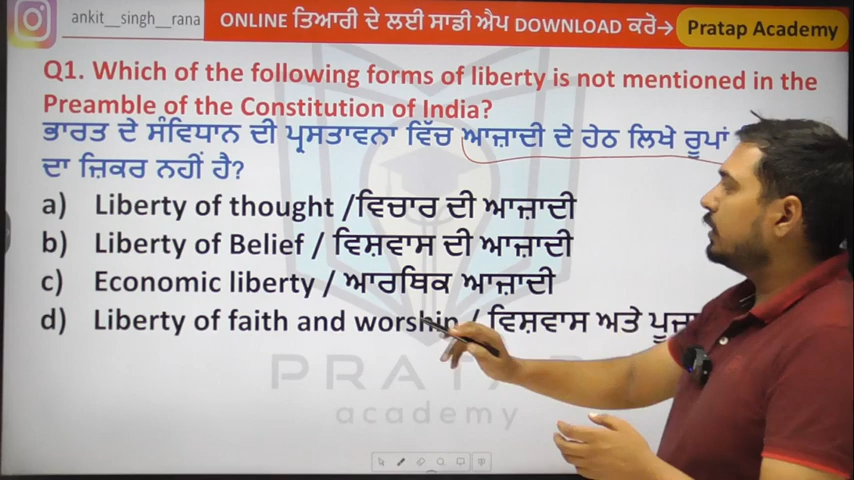 ankit__singh_rana
ONLINE ਤਿਆਰੀ ਦੇ ਲਈ ਸਾਡੀ ਐਪ DOWNLOAD ਕਰੋ→ Pratap Academy
Q1. Which of the following forms of liberty is not mentioned in the
Preamble of the Constitution of India?
ਭਾਰਤ ਦੇ ਸੰਵਿਧਾਨ ਦੀ ਪ੍ਰਸਤਾਵਨਾ ਵਿੱਚ ਆਜ਼ਾਦੀ ਦੇ ਹੇਠ ਲਿਖੇ ਰੂਪਾਂ
ਦਾ ਜ਼ਿਕਰ ਨਹੀਂ ਹੈ?
a) Liberty of thought /ਵਿਚਾਰ ਦੀ ਆਜ਼ਾਦੀ
b) Liberty of Belief / ਵਿਸ਼ਵਾਸ ਦੀ ਆਜ਼ਾਦੀ
c) Economic liberty / ਆਰਥਿਕ ਆਜ਼ਾਦੀ
d) Liberty of faith and worship / ਵਿਸ਼ਵਾਸ ਅਤੇ ਪੂਜਾ
PRATAP
academy